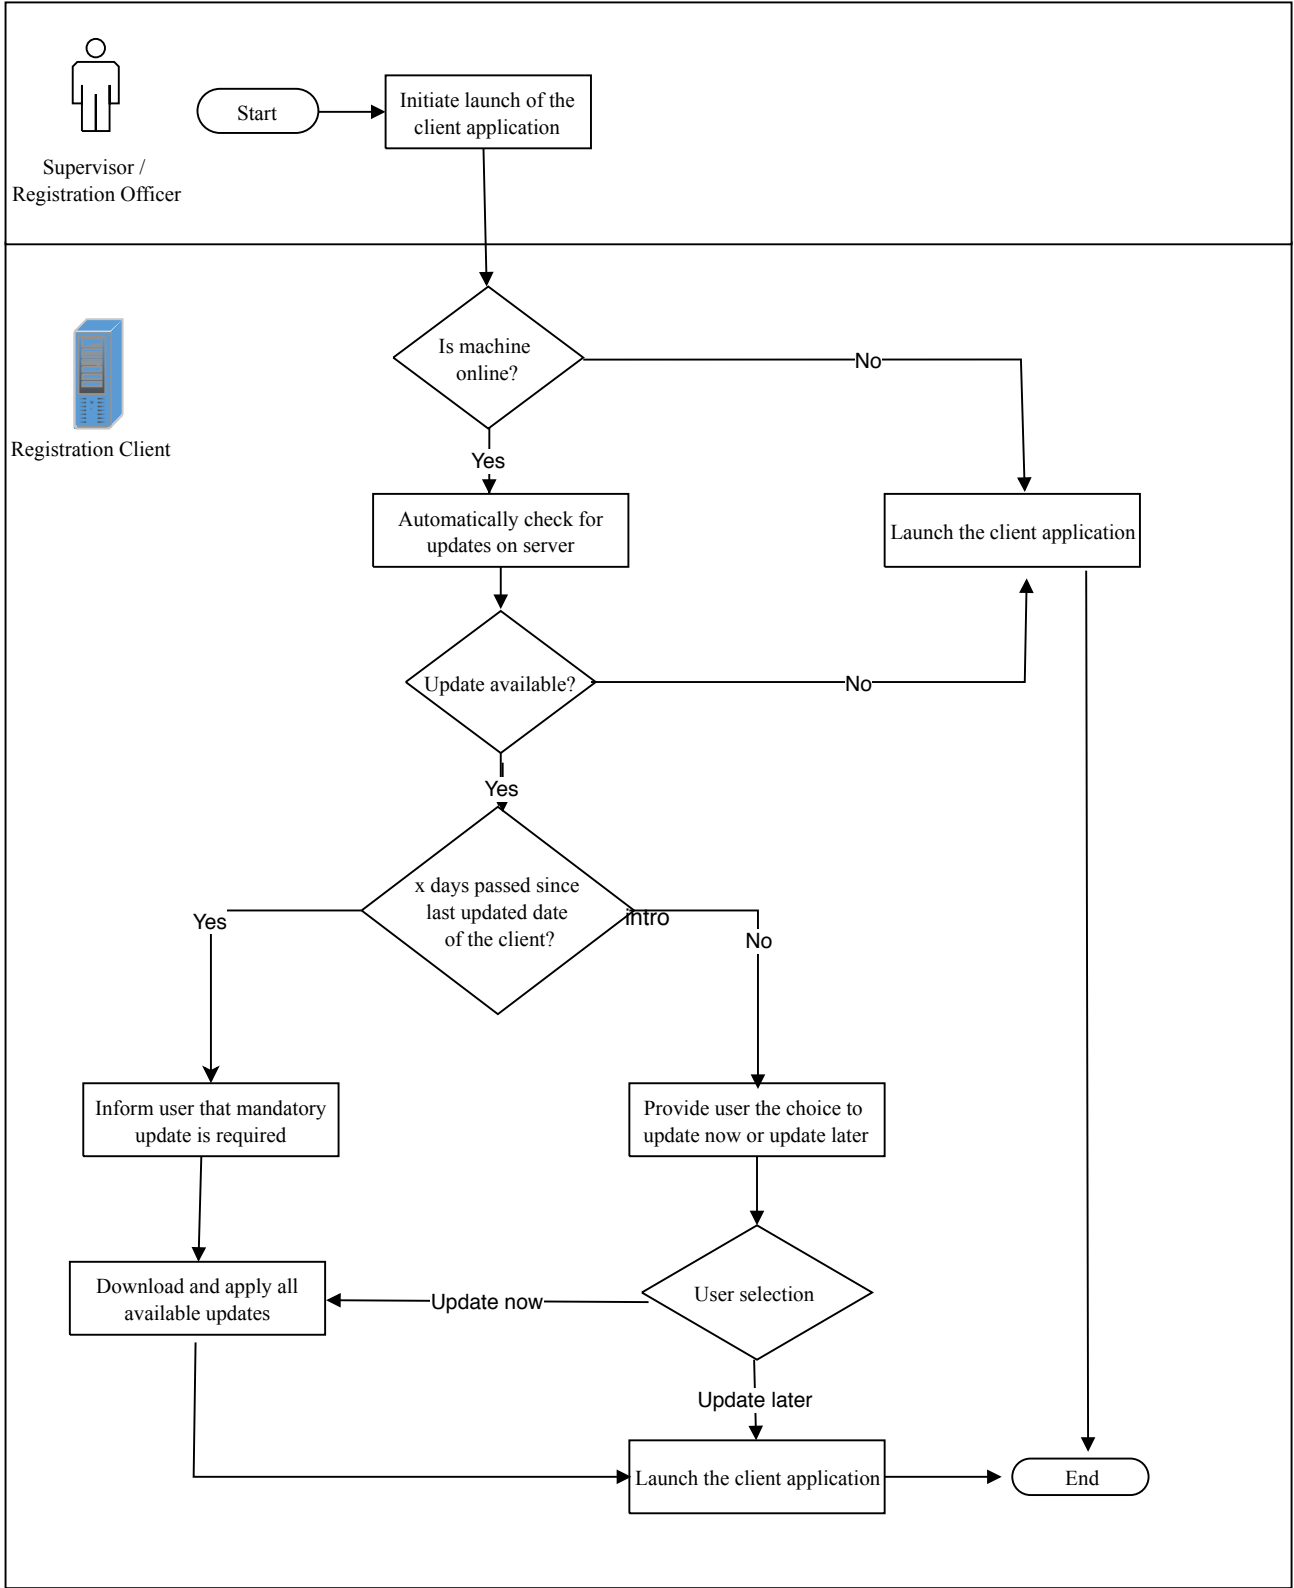 Start
Initiate launch of the
client application
Supervisor /
Registration Officer
Is machine
online?
No
Registration Client
Yes
Automatically check for
updates on server
Launch the client application
Update available?
No
Yes
x days passed since
last updated date
of the client?
Yes
intro
No
Inform user that mandatory
update is required
Provide user the choice to
update now or update later
Download and apply all
available updates
Update now
User selection
Update later
Launch the client application
End